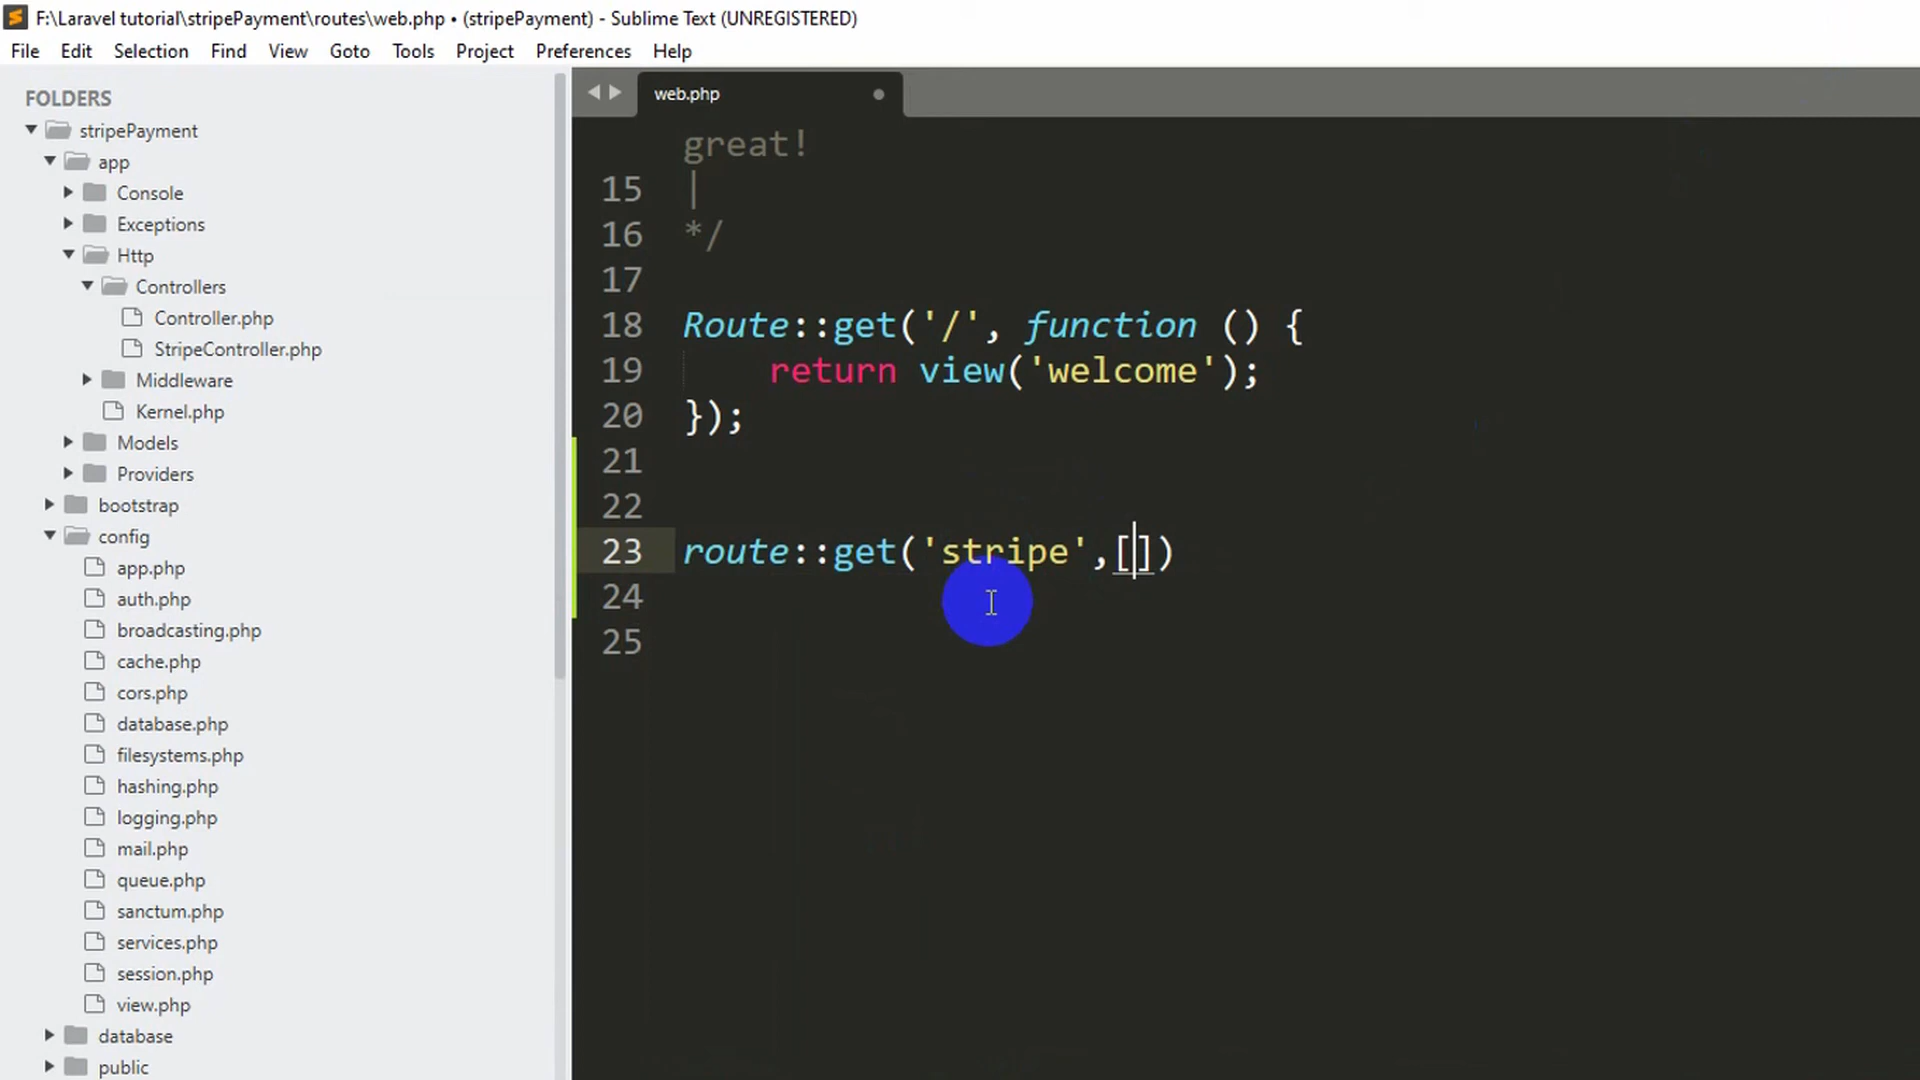 F:\Laravel tutorial\stripePayment\routes\web.php • (stripePayment) - Sublime Text (UNREGISTERED)
File Edit Selection Find View Goto Tools Project Preferences Help
FOLDERS
stripePayment
app
Console
Exceptions
Http
Controllers
Controller.php
StripeController.php
Middleware
Kernel.php
Models
Providers
bootstrap
config
app.php
auth.php
broadcasting.php
cache.php
cors.php
database.php
filesystems.php
hashing.php
logging.php
mail.php
queue.php
sanctum.php
services.php
session.php
view.php
database
public
web.php
great!
15 |
16 */
17
18 Route::get('/', function () {
19 return view('welcome');
20 });
21
22
23 route::get('stripe',[])
24
25